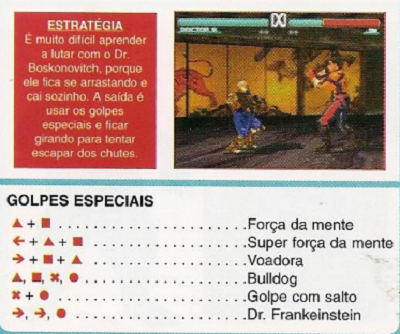 ESTRATÉGIA
É muito difícil aprender
a lutar com o Dr.
Boskonovitch, porque
ele fica se arrastando e
cai sozinho. A saída é
usar os golpes
especiais e ficar
girando para tentar
escapar dos chutes.
DOCTOR B.
JIN
GOLPES ESPECIAIS
▲ + ■ ........................Força da mente
← + ▲ + ■ ........................Super força da mente
→ + ■ + ▲ ........................Voadora
▲, ■, ✖, ● ........................Bulldog
✖ + ● ........................Golpe com salto
→, →, ● ........................Dr. Frankeinstein